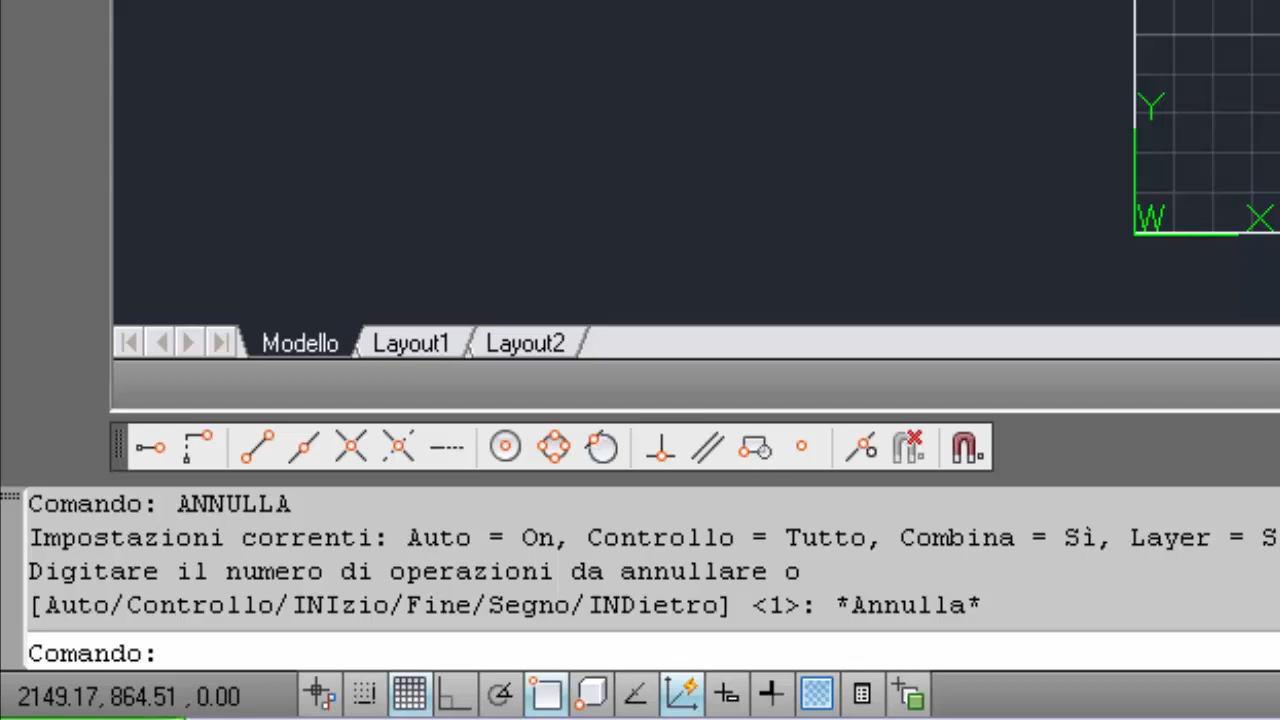 Y
W X
Modello Layout1 Layout2
Comando: ANNULLA
Impostazioni correnti: Auto = On, Controllo = Tutto, Combina = Sì, Layer = S
Digitare il numero di operazioni da annullare o
[Auto/Controllo/INIzio/Fine/Segno/INDietro] <1>: *Annulla*
Comando:
2149.17, 864.51 , 0.00